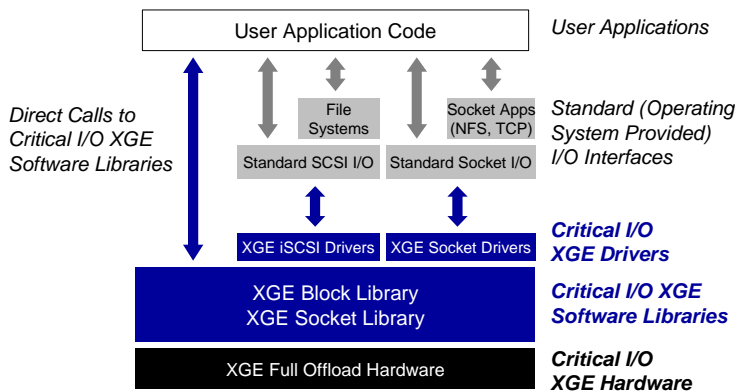 User Application Code
User Applications
Direct Calls to
Critical I/O XGE
Software Libraries
File
Systems
Socket Apps
(NFS, TCP)
Standard SCSI I/O
Standard Socket I/O
Standard (Operating
System Provided)
I/O Interfaces
XGE iSCSI Drivers
XGE Socket Drivers
Critical I/O
XGE Drivers
XGE Block Library
XGE Socket Library
Critical I/O XGE
Software Libraries
XGE Full Offload Hardware
Critical I/O
XGE Hardware